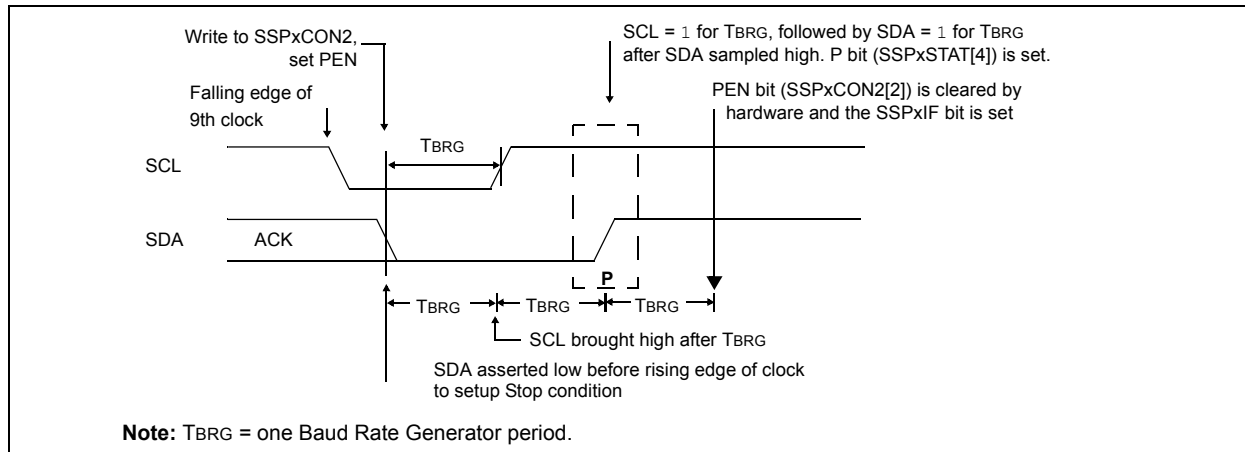 Write to SSPxCON2,
set PEN
SCL = 1 for TBRG, followed by SDA = 1 for TBRG
after SDA sampled high. P bit (SSPxSTAT[4]) is set.
Falling edge of
9th clock
PEN bit (SSPxCON2[2]) is cleared by
hardware and the SSPxIF bit is set
TBRG
SCL
SDA
ACK
P
TBRG
TBRG
TBRG
SCL brought high after TBRG
SDA asserted low before rising edge of clock
to setup Stop condition
Note: TBRG = one Baud Rate Generator period.